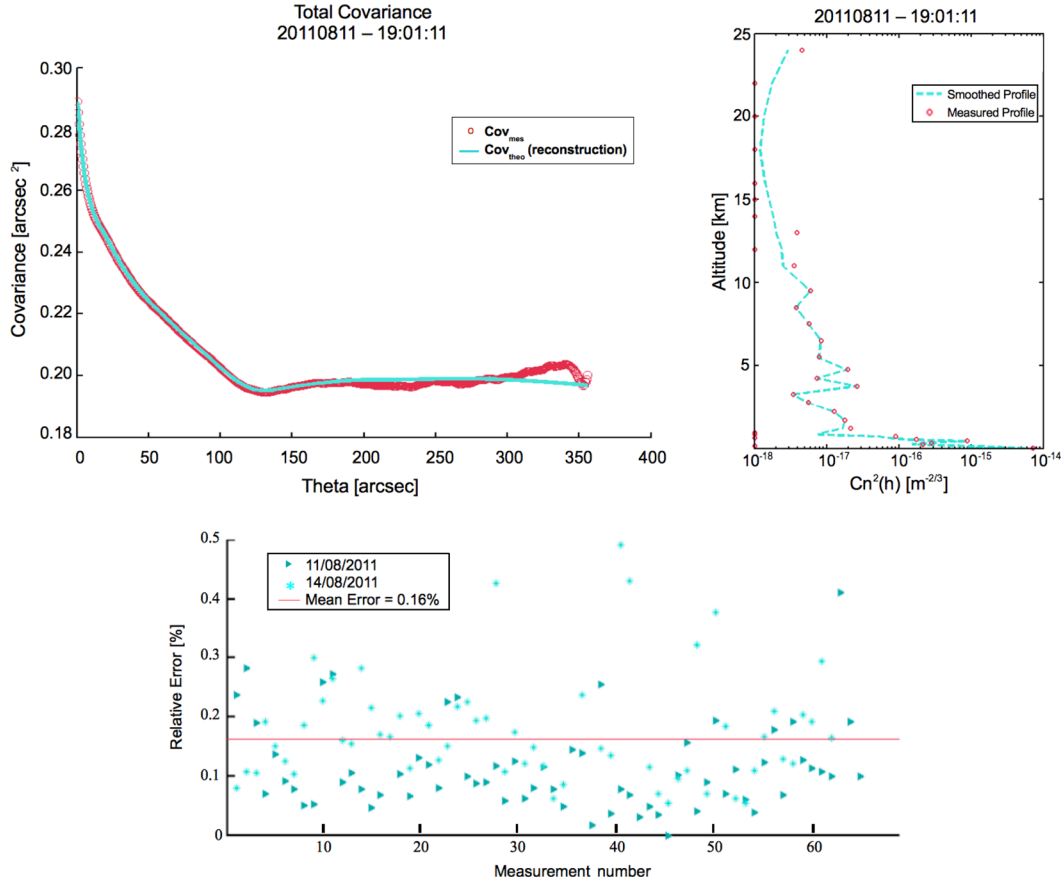 Total Covariance
20110811 – 19:01:11
0.30
0.28
0.26
0.24
0.22
0.20
0.18
Covariance [arcsec ²]
Cov_mes
Cov_theo (reconstruction)
0 50 100 150 200 250 300 350 400
Theta [arcsec]
20110811 – 19:01:11
25
20
15
10
5
Altitude [km]
Smoothed Profile
Measured Profile
10^-18 10^-17 10^-16 10^-15 10^-14
Cn²(h) [m^-2/3]
0.5
0.4
0.3
0.2
0.1
0
Relative Error [%]
11/08/2011
14/08/2011
Mean Error = 0.16%
10 20 30 40 50 60
Measurement number